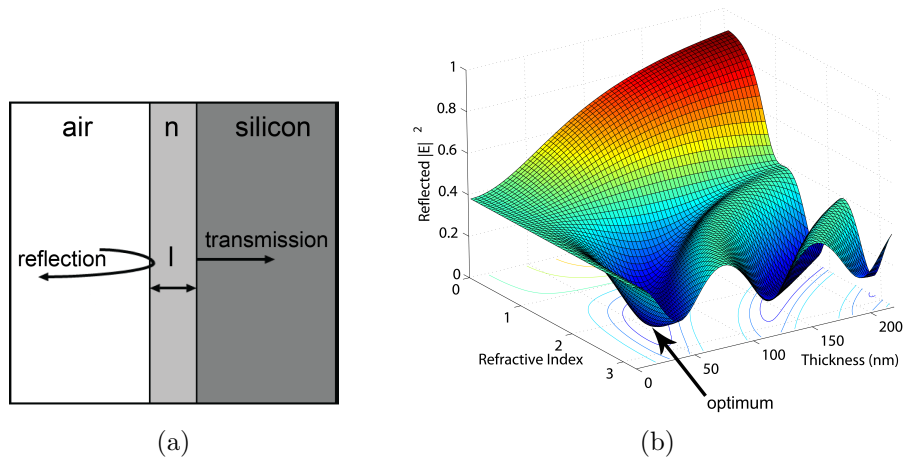 air n silicon
reflection l transmission
(a)
Reflected |E| 2
1
0.8
0.6
0.4
0.2
0
0
1
2
3
Refractive Index
0
50
100
150
200
Thickness (nm)
optimum
(b)